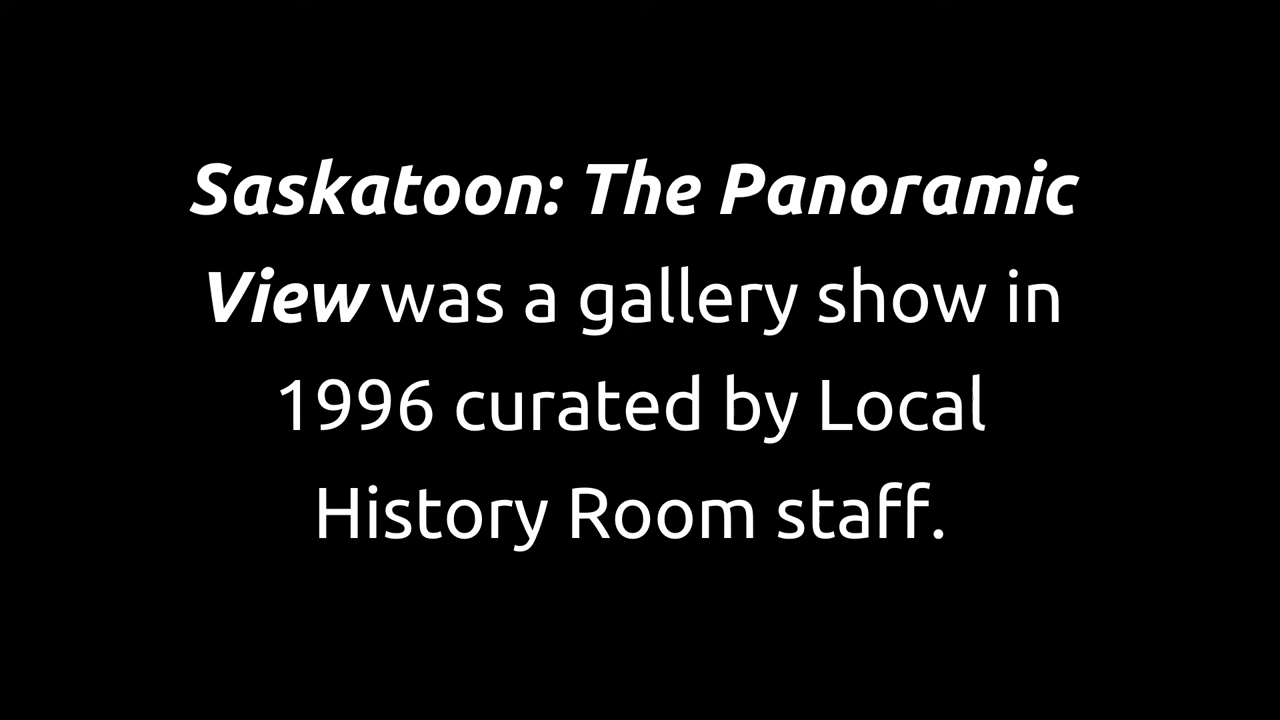 Saskatoon: The Panoramic
View was a gallery show in
1996 curated by Local
History Room staff.